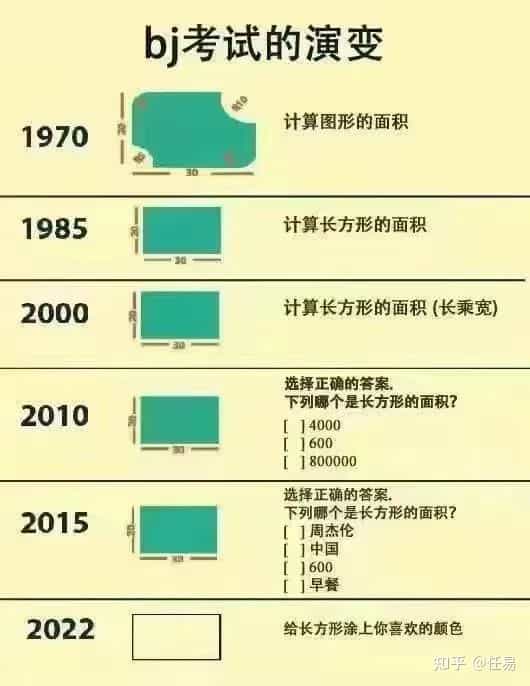 bj考试的演变
1970
20
R10
30
计算图形的面积
1985
20
30
计算长方形的面积
2000
20
30
计算长方形的面积 (长乘宽)
2010
20
30
选择正确的答案.
下列哪个是长方形的面积?
[ ] 4000
[ ] 600
[ ] 800000
2015
20
30
选择正确的答案.
下列哪个是长方形的面积?
[ ] 周杰伦
[ ] 中国
[ ] 600
[ ] 早餐
2022
给长方形涂上你喜欢的颜色
知乎 @任易